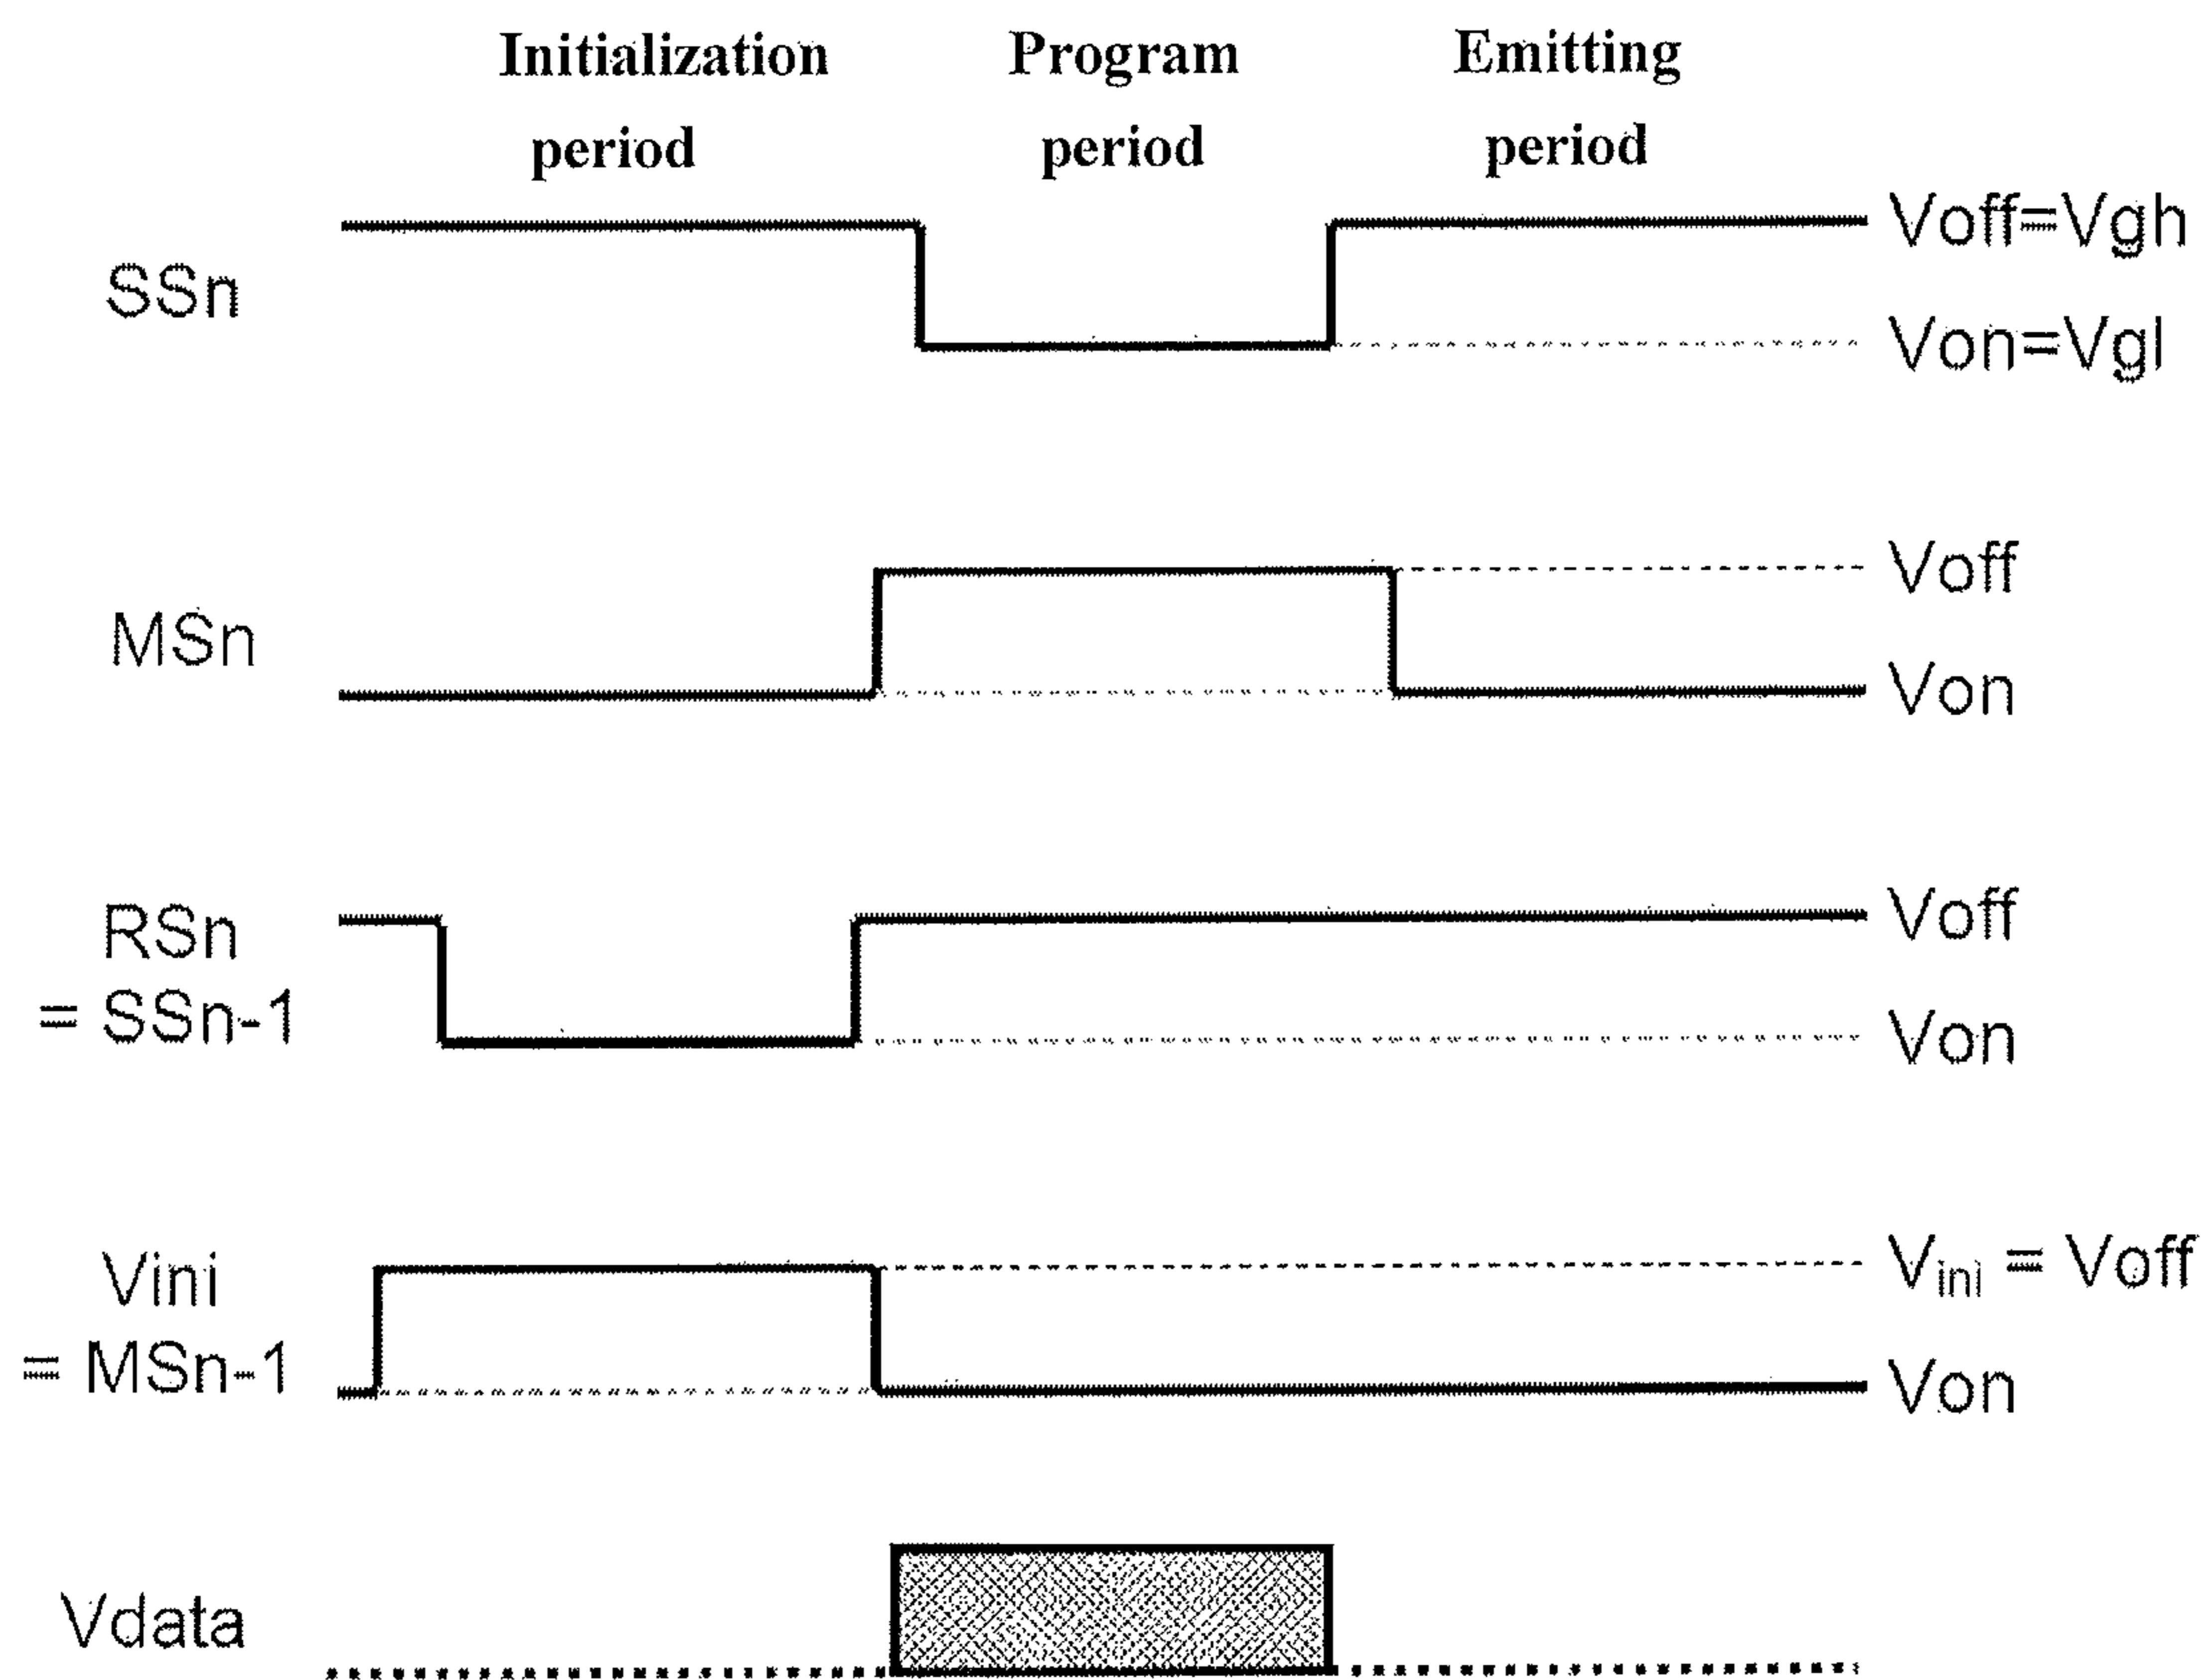 Initialization period
Program period
Emitting period
SSn
Voff=Vgh
Von=Vgl
MSn
Voff
Von
RSn
= SSn-1
Voff
Von
Vini
= MSn-1
Vini = Voff
Von
Vdata